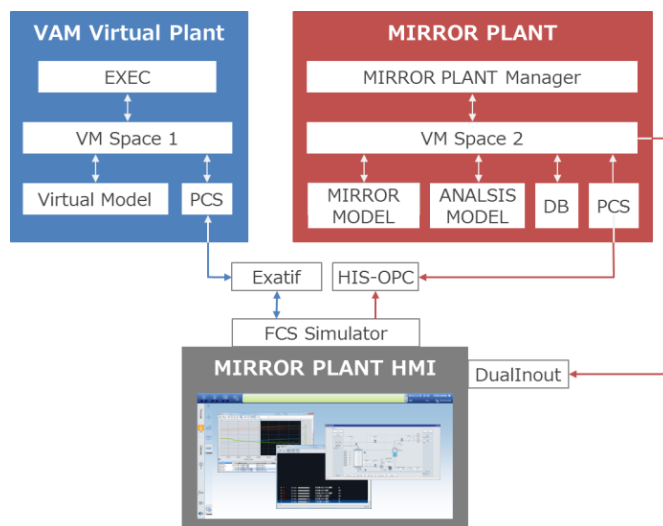 VAM Virtual Plant
EXEC
VM Space 1
Virtual Model
PCS
MIRROR PLANT
MIRROR PLANT Manager
VM Space 2
MIRROR
MODEL
ANALSIS
MODEL
DB
PCS
Exatif
HIS-OPC
FCS Simulator
MIRROR PLANT HMI
DualInout